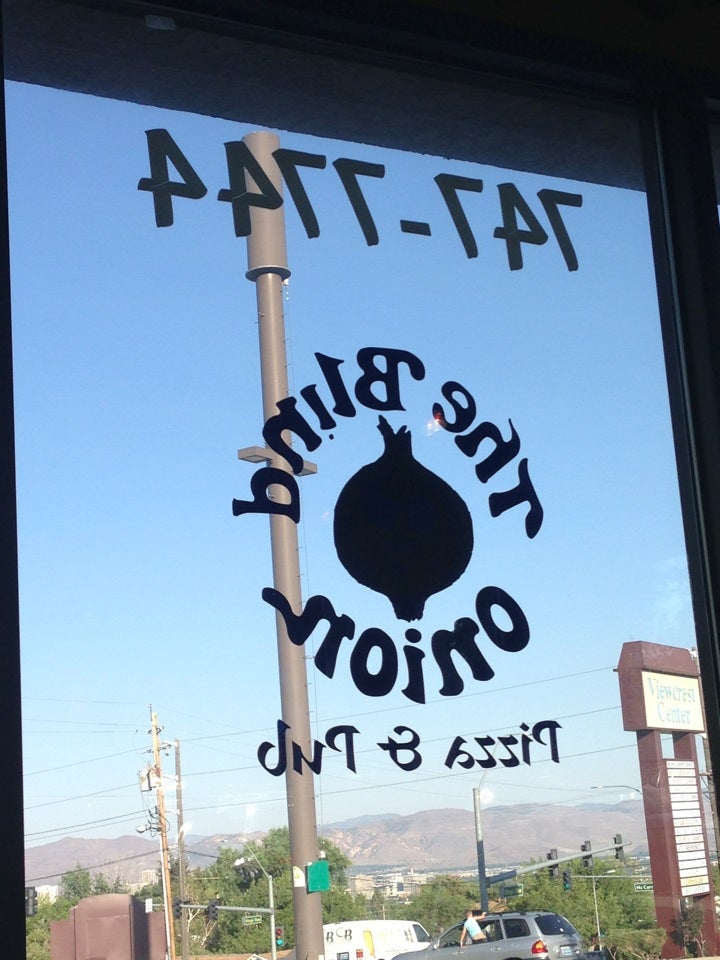 747-7744
The Blind
Onion
Pizza & Pub
Viewcrest
Center
B B